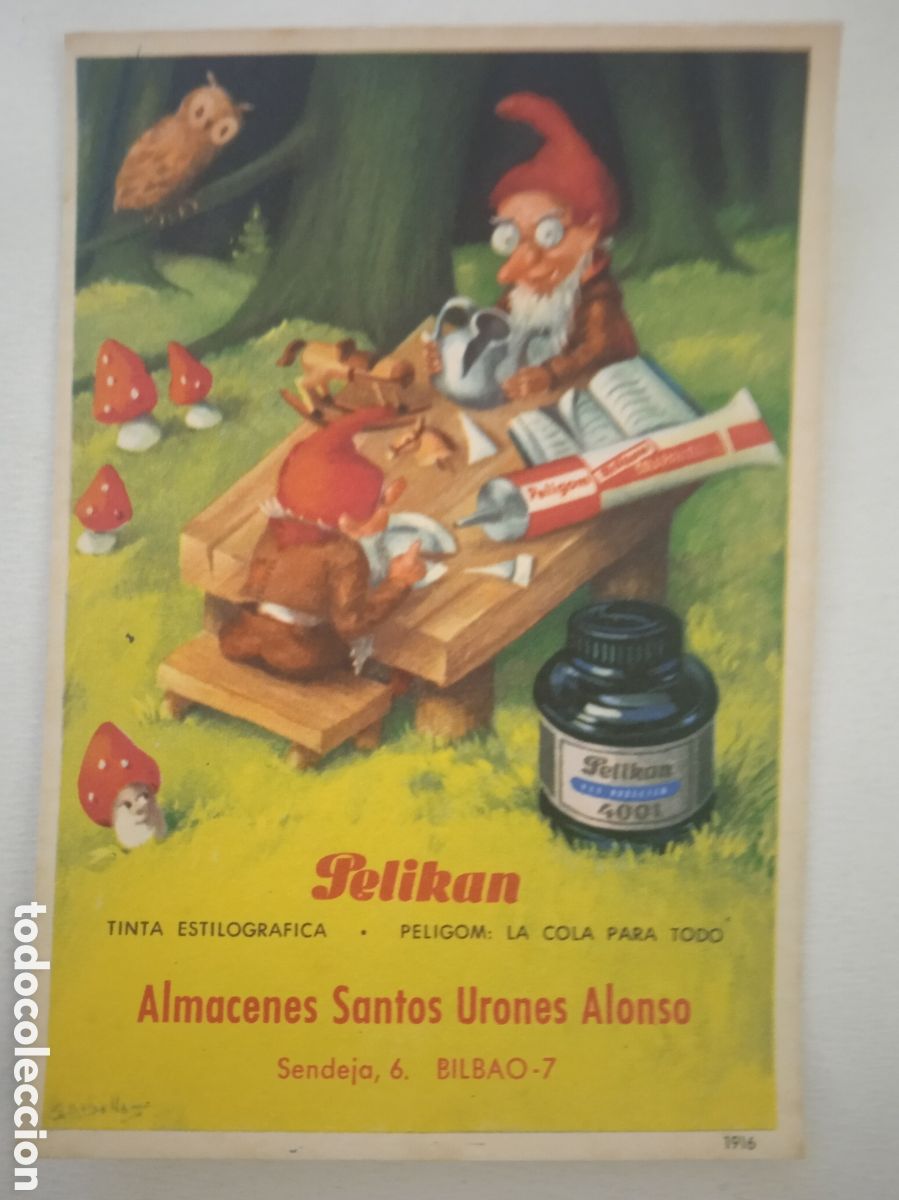 Peligom
Pelikan
4001
Pelikan
TINTA ESTILOGRAFICA • PELIGOM: LA COLA PARA TODO
Almacenes Santos Urones Alonso
Sendeja, 6. BILBAO-7
1916
todocoleccion